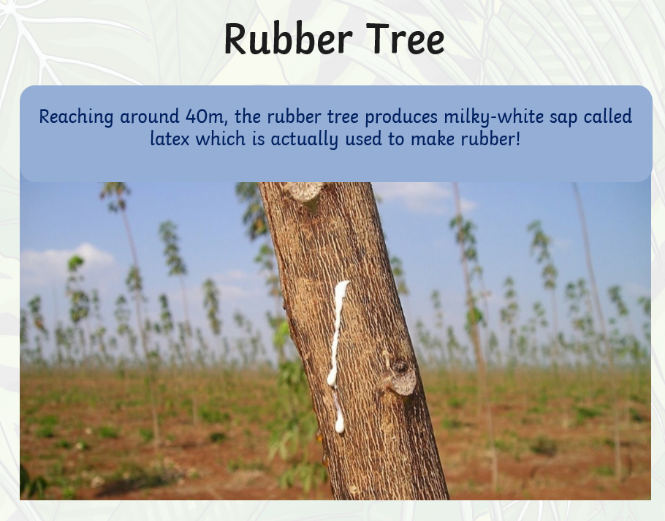 Rubber Tree
Reaching around 40m, the rubber tree produces milky-white sap called
latex which is actually used to make rubber!